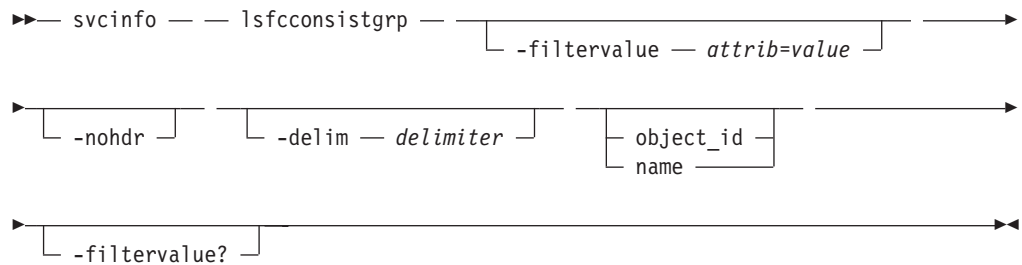 svcinfo lsfcconsistgrp
-filtervalue attrib=value
-nohdr -delim delimiter object_id
name
-filtervalue?